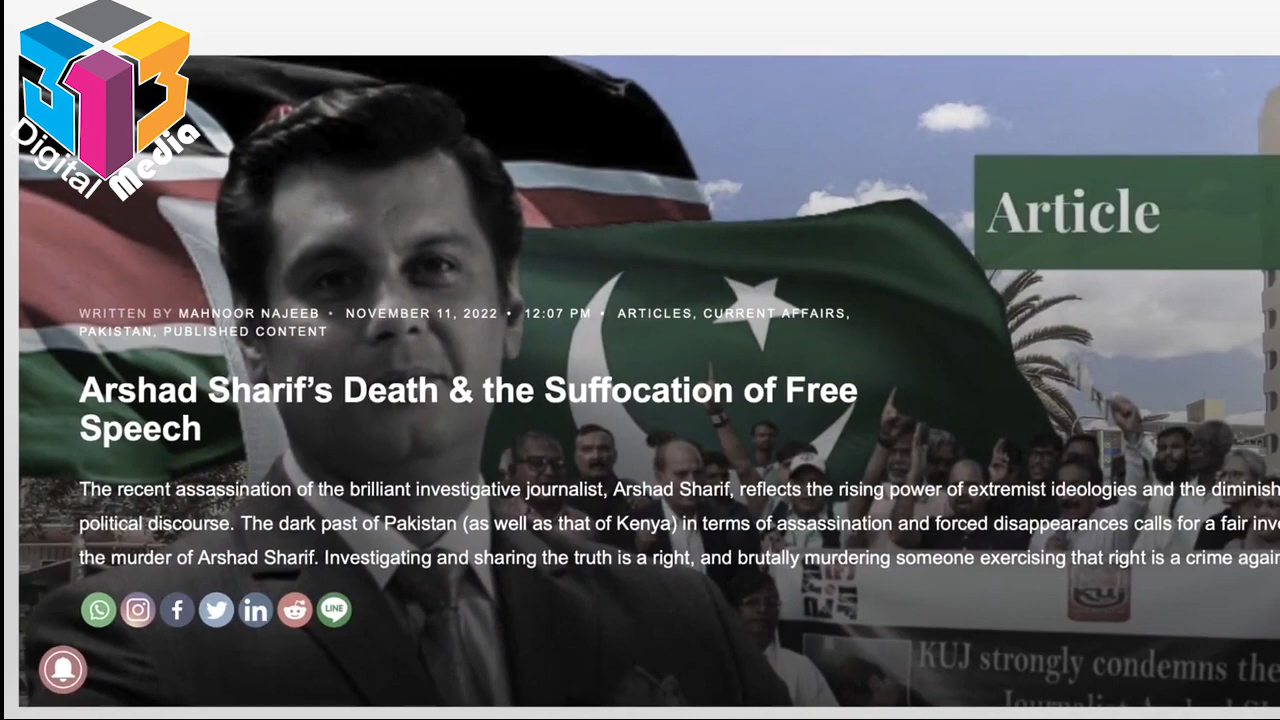 313
Digital Media
Article
WRITTEN BY MAHNOOR NAJEEB • NOVEMBER 11, 2022 • 12:07 PM • ARTICLES, CURRENT AFFAIRS,
PAKISTAN, PUBLISHED CONTENT
Arshad Sharif’s Death & the Suffocation of Free
Speech
The recent assassination of the brilliant investigative journalist, Arshad Sharif, reflects the rising power of extremist ideologies and the diminish
political discourse. The dark past of Pakistan (as well as that of Kenya) in terms of assassination and forced disappearances calls for a fair inv
the murder of Arshad Sharif. Investigating and sharing the truth is a right, and brutally murdering someone exercising that right is a crime again
LINE
KUJ
KUJ strongly condemns the
Journalist Arshad